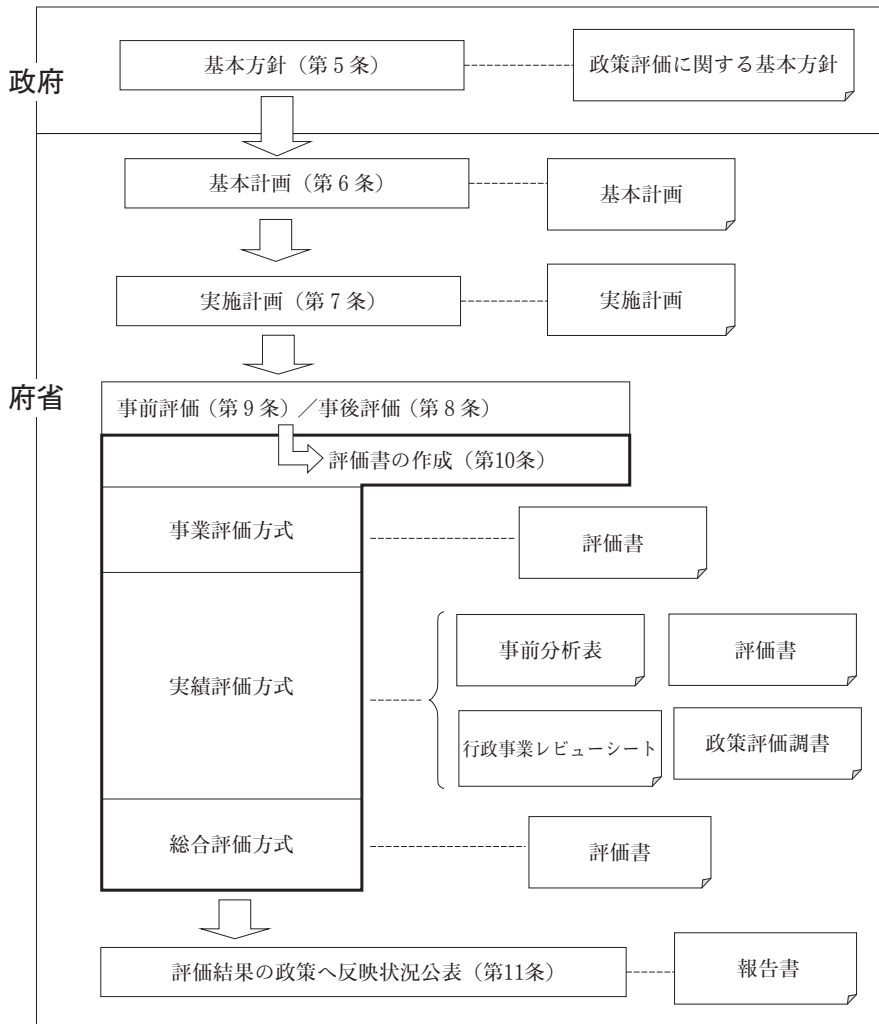 政府
基本方針（第５条）
政策評価に関する基本方針
基本計画（第６条）
基本計画
実施計画（第７条）
実施計画
府省
事前評価（第９条）／事後評価（第８条）
評価書の作成（第10条）
事業評価方式
評価書
実績評価方式
事前分析表
評価書
行政事業レビューシート
政策評価調書
総合評価方式
評価書
評価結果の政策へ反映状況公表（第11条）
報告書